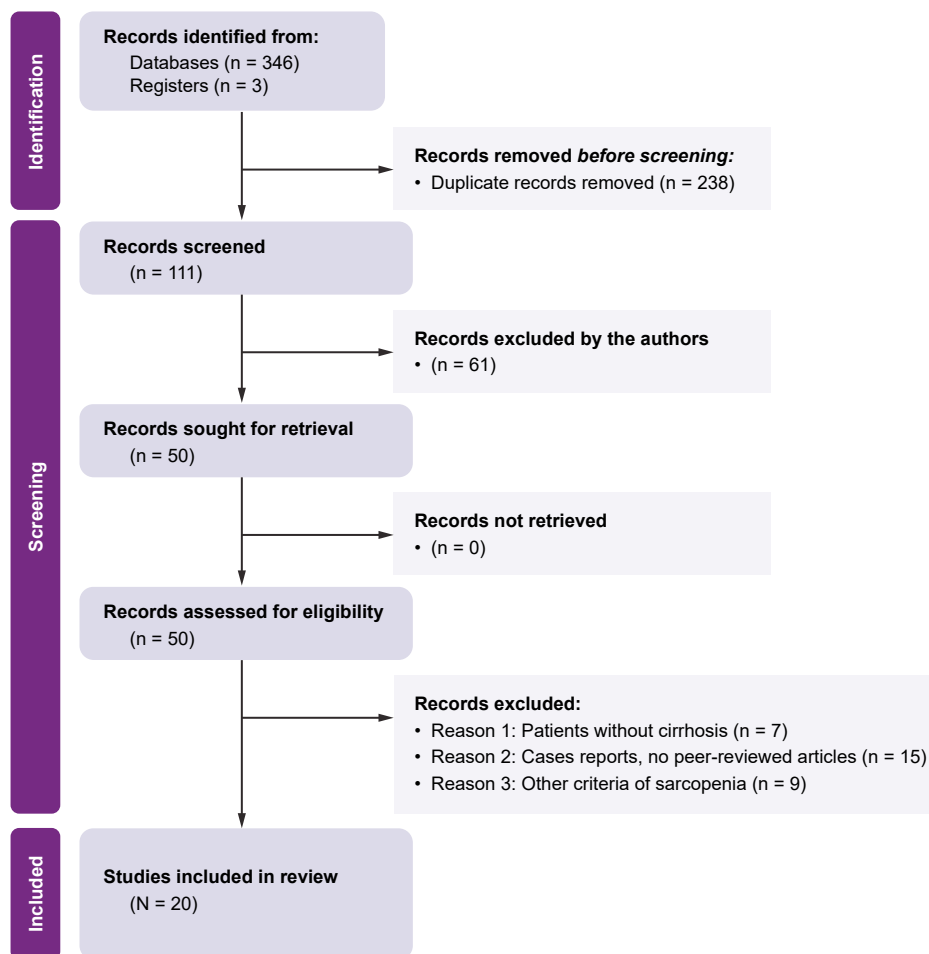 Identification
Records identified from:
Databases (n = 346)
Registers (n = 3)
Records removed before screening:
• Duplicate records removed (n = 238)
Screening
Records screened
(n = 111)
Records excluded by the authors
• (n = 61)
Records sought for retrieval
(n = 50)
Records not retrieved
• (n = 0)
Records assessed for eligibility
(n = 50)
Records excluded:
• Reason 1: Patients without cirrhosis (n = 7)
• Reason 2: Cases reports, no peer-reviewed articles (n = 15)
• Reason 3: Other criteria of sarcopenia (n = 9)
Included
Studies included in review
(N = 20)